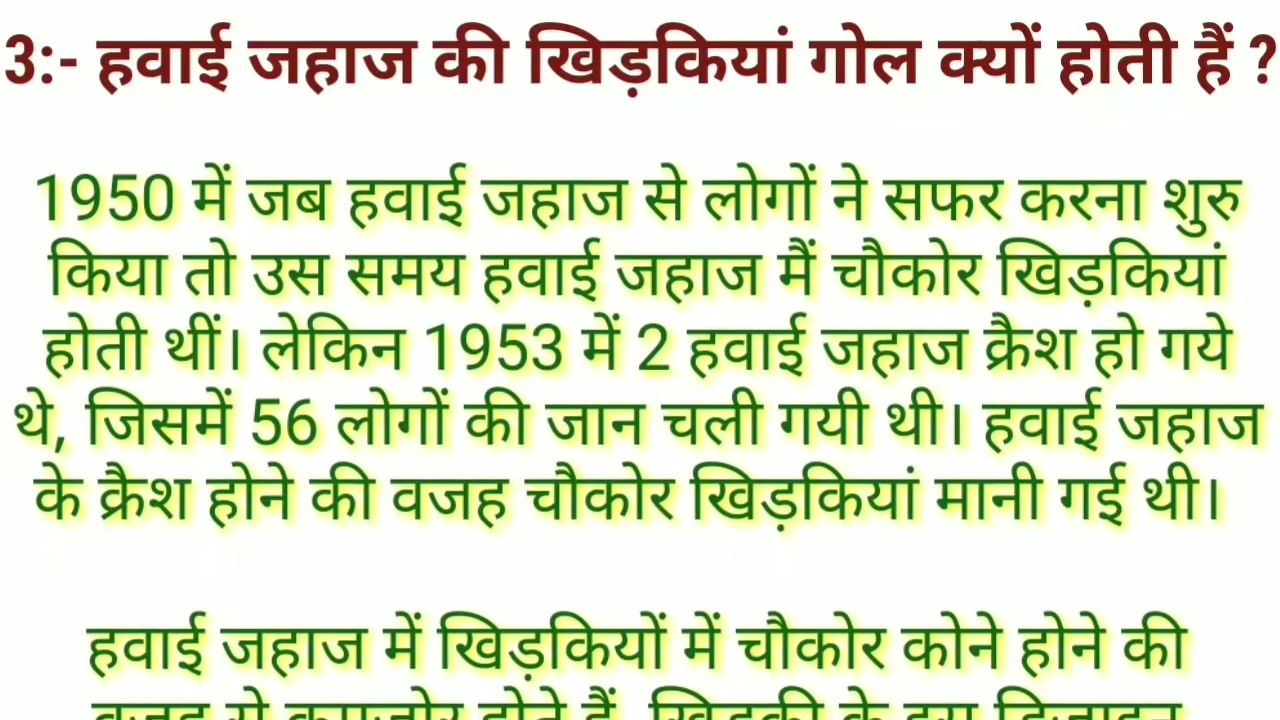 3:- हवाई जहाज की खिड़कियां गोल क्यों होती हैं ?
1950 में जब हवाई जहाज से लोगों ने सफर करना शुरु
किया तो उस समय हवाई जहाज मैं चौकोर खिड़कियां
होती थीं। लेकिन 1953 में 2 हवाई जहाज क्रैश हो गये
थे, जिसमें 56 लोगों की जान चली गयी थी। हवाई जहाज
के क्रैश होने की वजह चौकोर खिड़कियां मानी गई थी।
हवाई जहाज में खिड़कियों में चौकोर कोने होने की